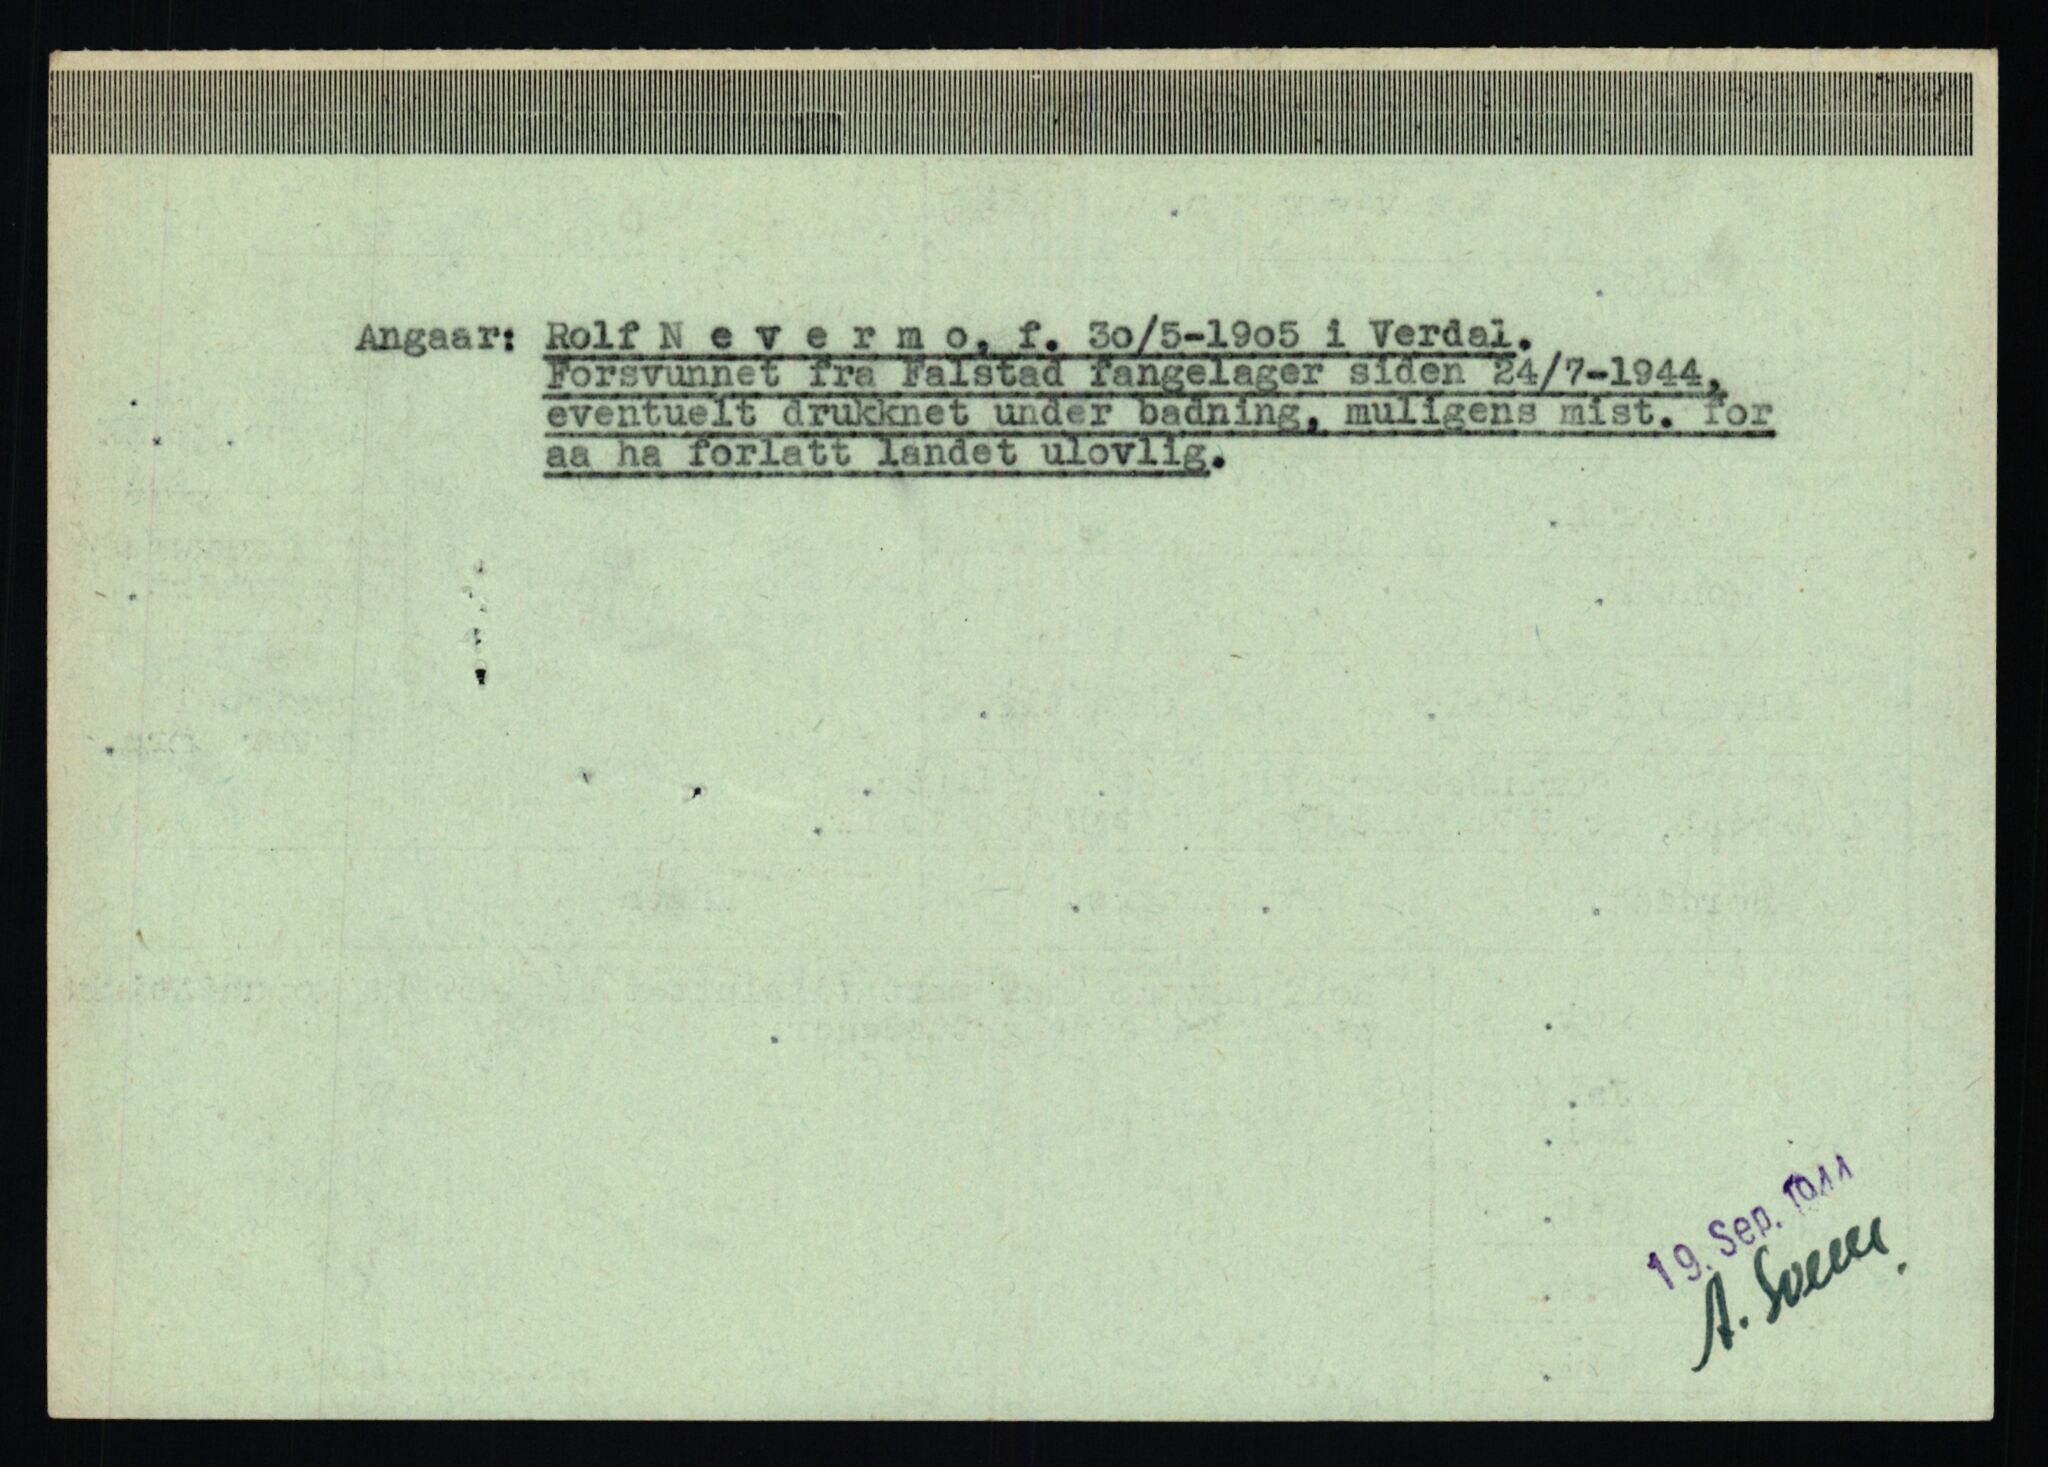 Angaar: Rolf N e v e r m o, f. 3o/5-19o5 i Verdal.
Forsvunnet fra Falstad fangelager siden 24/7-1944,
eventuelt drukknet under badning, muligens mist. for
aa ha forlatt landet ulovlig.
19. Sep. 1944
A.